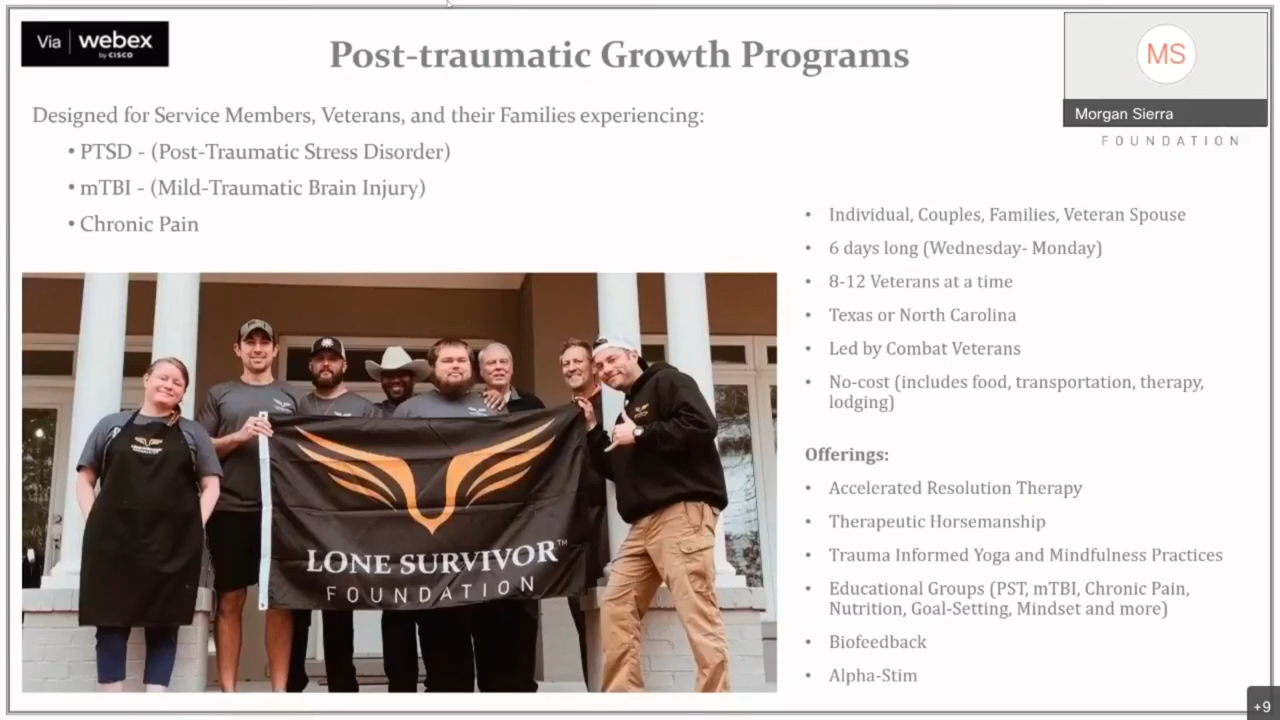 Via webex
by CISCO
Post-traumatic Growth Programs
MS
Morgan Sierra
FOUNDATION
Designed for Service Members, Veterans, and their Families experiencing:
• PTSD - (Post-Traumatic Stress Disorder)
• mTBI - (Mild-Traumatic Brain Injury)
• Chronic Pain
LONE SURVIVOR™
FOUNDATION
• Individual, Couples, Families, Veteran Spouse
• 6 days long (Wednesday- Monday)
• 8-12 Veterans at a time
• Texas or North Carolina
• Led by Combat Veterans
• No-cost (includes food, transportation, therapy,
lodging)
Offerings:
• Accelerated Resolution Therapy
• Therapeutic Horsemanship
• Trauma Informed Yoga and Mindfulness Practices
• Educational Groups (PST, mTBI, Chronic Pain,
Nutrition, Goal-Setting, Mindset and more)
• Biofeedback
• Alpha-Stim
+9